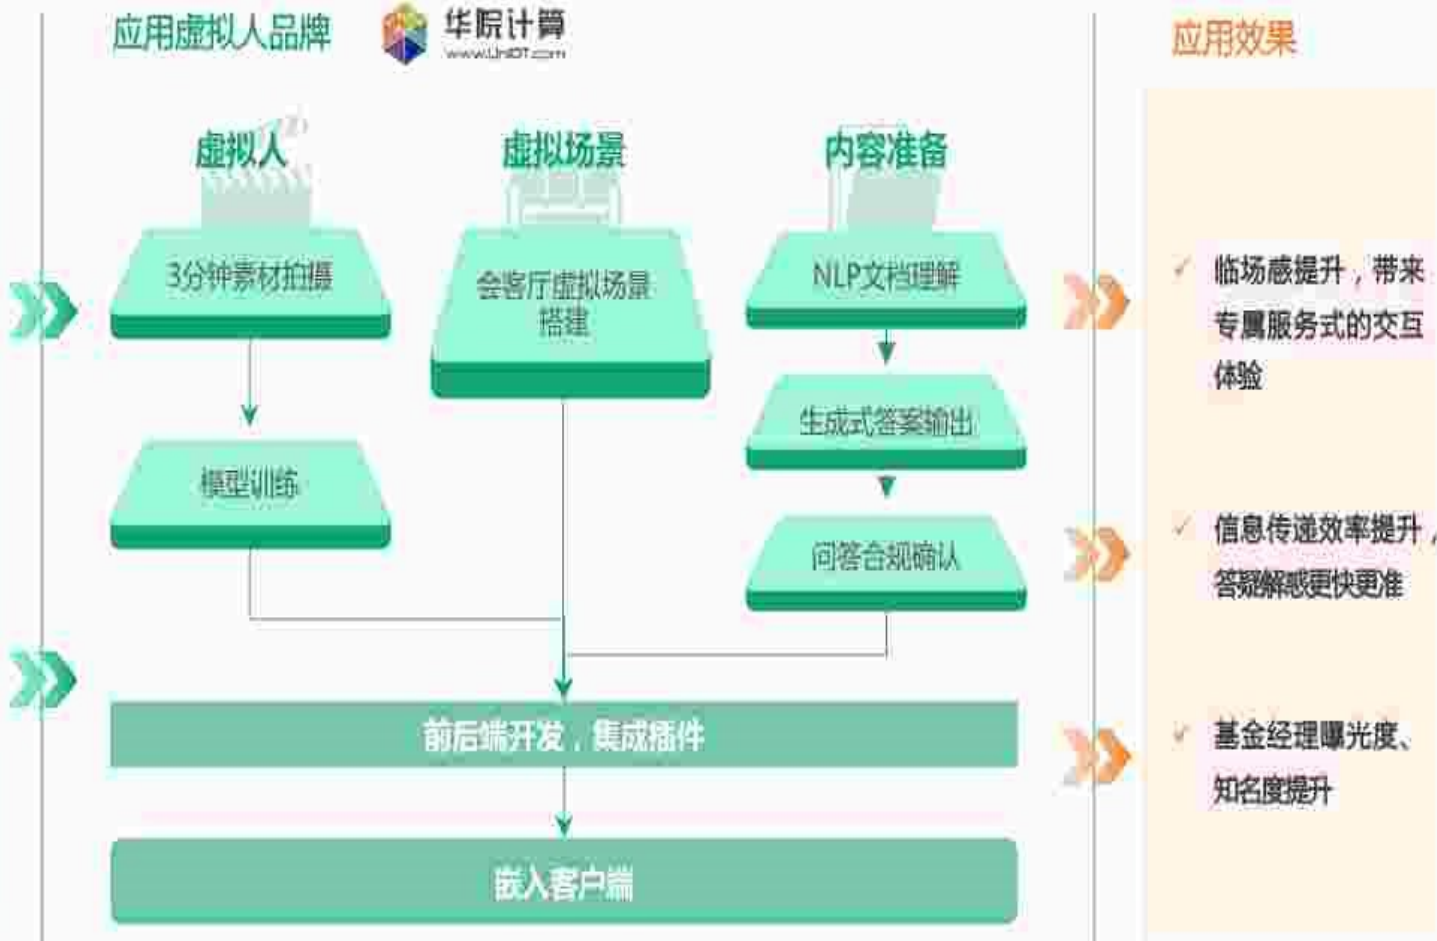 应用虚拟人品牌
华院计算
www.UniDT.com
应用效果
虚拟人
虚拟场景
内容准备
3分钟素材拍摄
会客厅虚拟场景
搭建
NLP文档理解
模型训练
生成式答案输出
问答合规确认
前后端开发，集成插件
嵌入客户端
临场感提升，带来
专属服务式的交互
体验
信息传递效率提升，
答疑解惑更快更准
基金经理曝光度、
知名度提升